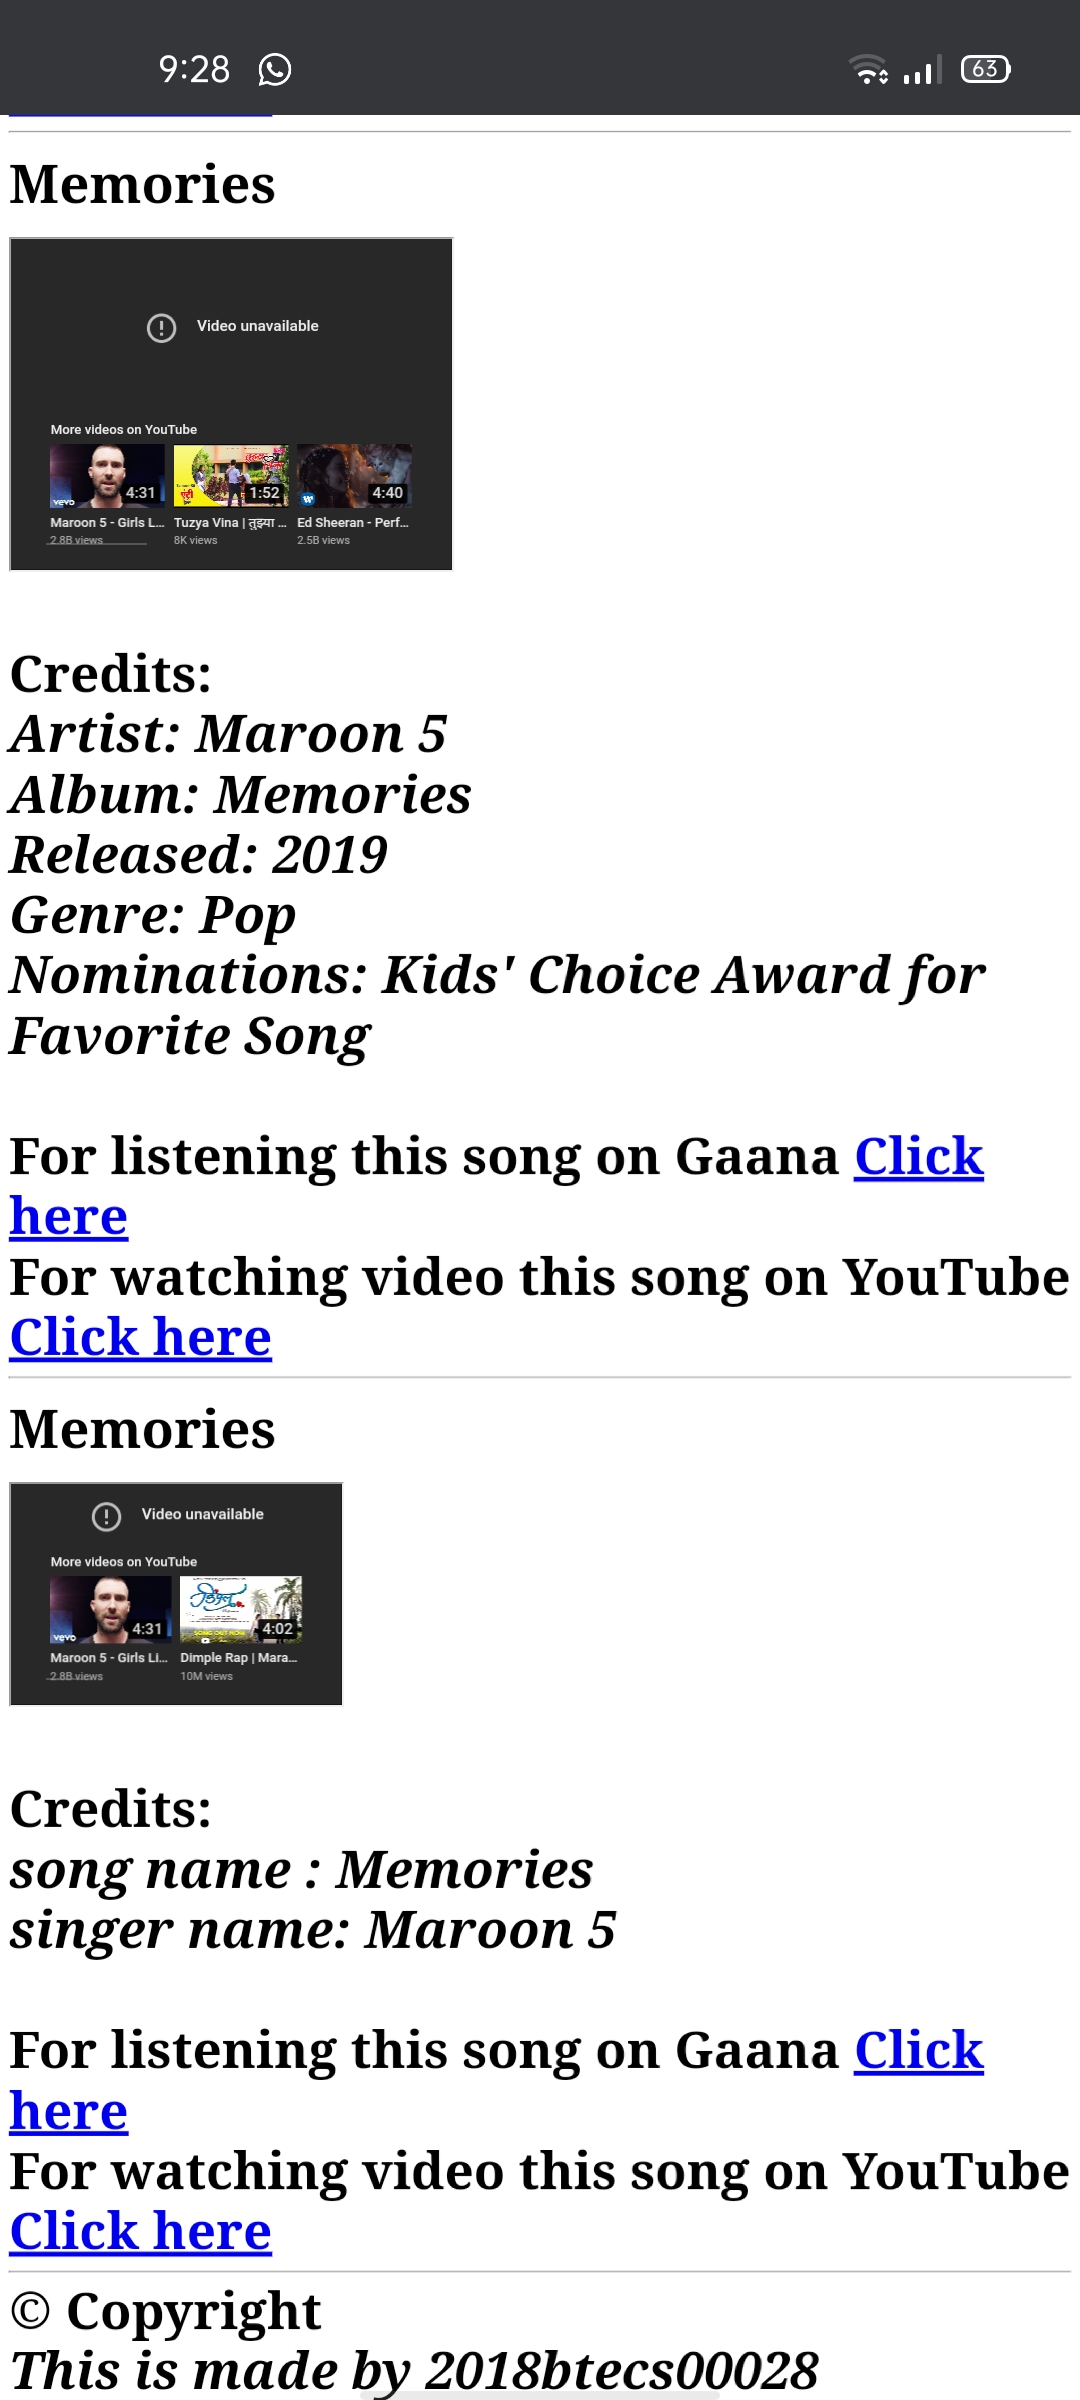 9:28
63
Memories
Video unavailable
More videos on YouTube
vevo
4:31
1:52
4:40
Maroon 5 - Girls L...
Tuzya Vina | तुझ्या ...
Ed Sheeran - Perf...
2.8B views
8K views
2.5B views
Credits:
Artist: Maroon 5
Album: Memories
Released: 2019
Genre: Pop
Nominations: Kids' Choice Award for
Favorite Song
For listening this song on Gaana Click
here
For watching video this song on YouTube
Click here
Memories
Video unavailable
More videos on YouTube
vevo
4:31
SONG OUT NOW
4:02
Maroon 5 - Girls Li...
Dimple Rap | Mara...
2.8B views
10M views
Credits:
song name : Memories
singer name: Maroon 5
For listening this song on Gaana Click
here
For watching video this song on YouTube
Click here
© Copyright
This is made by 2018btecs00028